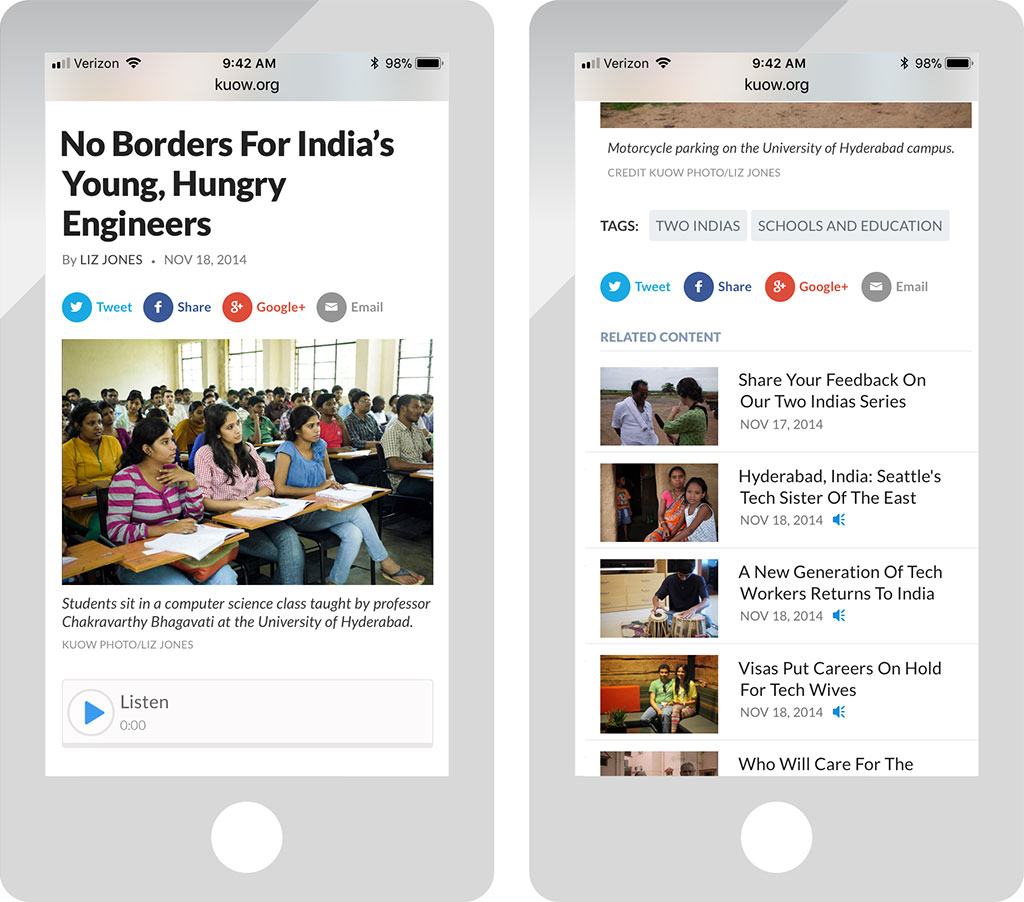 Verizon 9:42 AM 98%
kuow.org
No Borders For India's
Young, Hungry
Engineers
By LIZ JONES • NOV 18, 2014
Tweet Share Google+ Email
Students sit in a computer science class taught by professor
Chakravarthy Bhagavati at the University of Hyderabad.
KUOW PHOTO/LIZ JONES
Listen
0:00
Verizon 9:42 AM 98%
kuow.org
Motorcycle parking on the University of Hyderabad campus.
CREDIT KUOW PHOTO/LIZ JONES
TAGS: TWO INDIAS SCHOOLS AND EDUCATION
Tweet Share Google+ Email
RELATED CONTENT
Share Your Feedback On
Our Two Indias Series
NOV 17, 2014
Hyderabad, India: Seattle's
Tech Sister Of The East
NOV 18, 2014
A New Generation Of Tech
Workers Returns To India
NOV 18, 2014
Visas Put Careers On Hold
For Tech Wives
NOV 18, 2014
Who Will Care For The